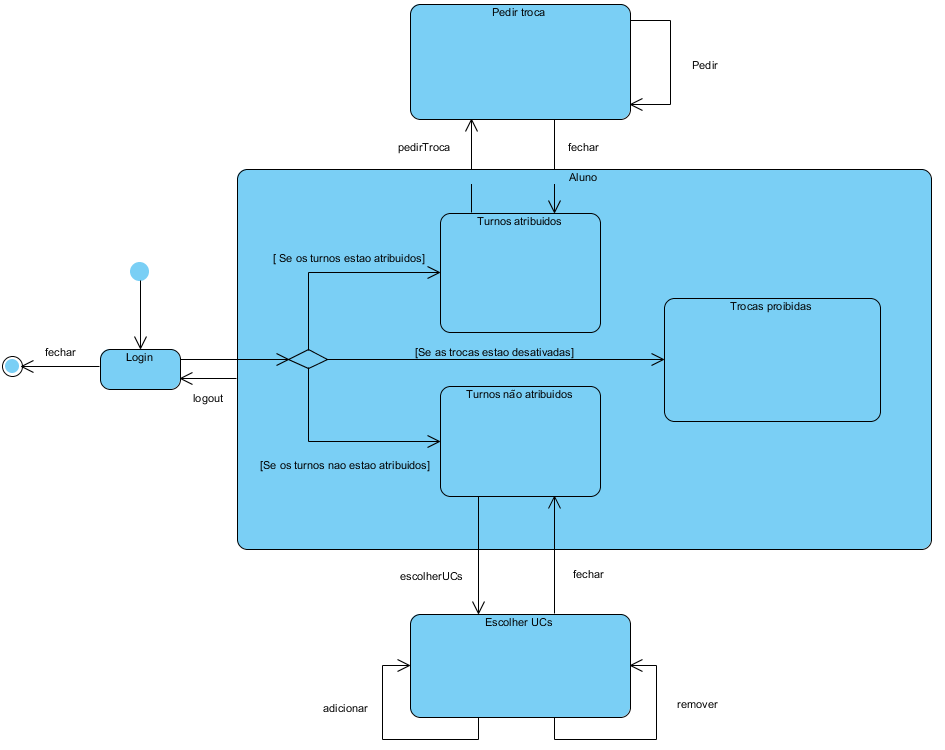 Pedir troca
Pedir
pedirTroca
fechar
Aluno
Turnos atribuidos
[ Se os turnos estao atribuidos]
Trocas proibidas
fechar
Login
[Se as trocas estao desativadas]
logout
Turnos não atribuidos
[Se os turnos nao estao atribuidos]
escolherUCs
fechar
Escolher UCs
adicionar
remover